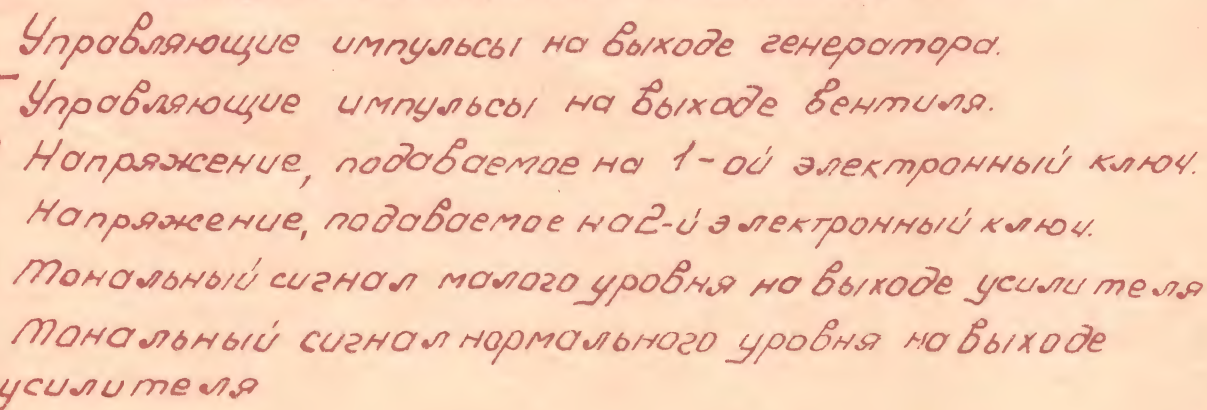 Управляющие импульсы на выходе генератора.
Управляющие импульсы на выходе вентиля.
Напряжение, подаваемое на 1-ой электронный ключ.
Напряжение, подаваемое на 2-й электронный ключ.
Тональный сигнал малого уровня на выходе усилителя
Тональный сигнал нормального уровня на выходе
усилителя